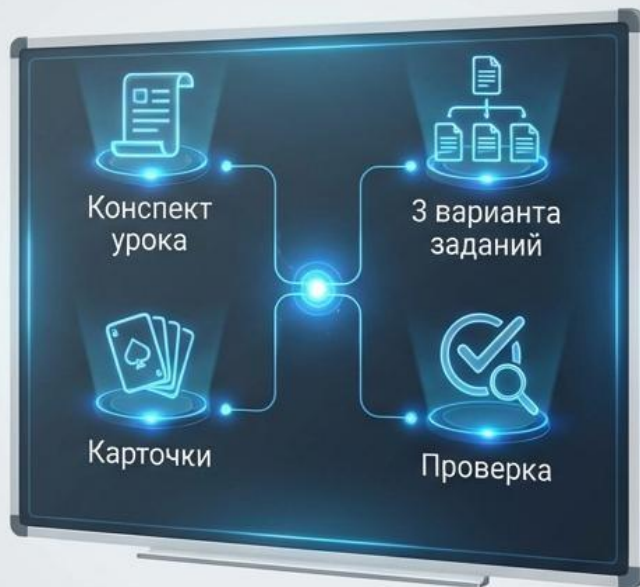 Конспект
урока
3 варианта
заданий
Карточки
Проверка